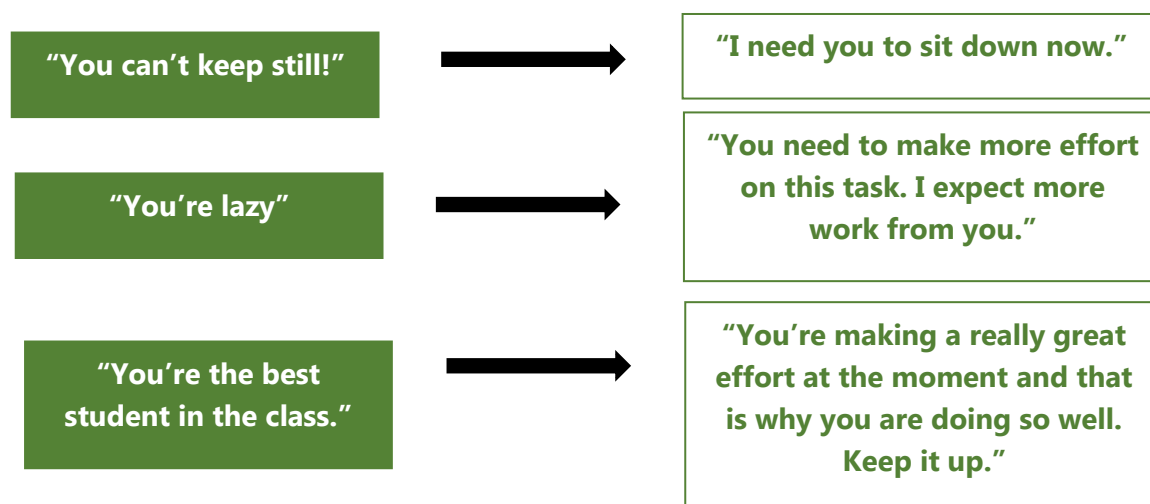 “You can’t keep still!”
“I need you to sit down now.”
“You’re lazy”
“You need to make more effort
on this task. I expect more
work from you.”
“You’re the best
student in the class.”
“You’re making a really great
effort at the moment and that
is why you are doing so well.
Keep it up.”